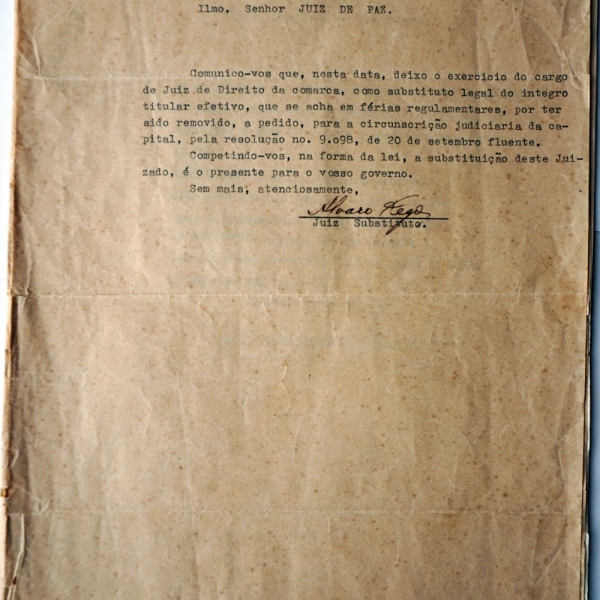 Ilmo. Senhor JUIZ DE PAZ.
Comunico-vos que, nesta data, deixo o exercicio do cargo
de Juiz de Direito da comarca, como substituto legal do integro
titular efetivo, que se acha em férias regulamentares, por ter
sido removido, a pedido, para a circunscrição judiciaria da ca-
pital, pela resolução no. 9.098, de 20 de setembro fluente.
Competindo-vos, na forma da lei, a substituição deste Jui-
zado, é o presente para o vosso governo.
Sem mais, atenciosamente,
Alvaro Rego
Juiz Substituto.